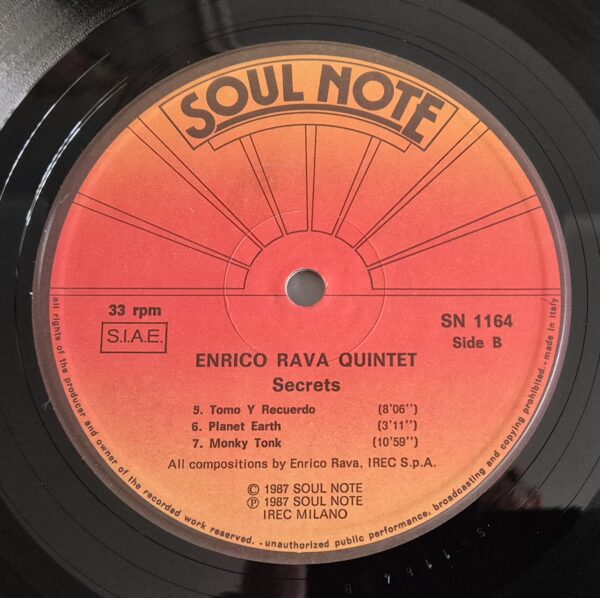 SOUL NOTE
33 rpm
S.I.A.E.
SN 1164
Side B
ENRICO RAVA QUINTET
Secrets
5. Tomo Y Recuerdo (8'06'')
6. Planet Earth (3'11'')
7. Monky Tonk (10'59'')
All compositions by Enrico Rava, IREC S.p.A.
© 1987 SOUL NOTE
℗ 1987 SOUL NOTE
IREC MILANO
all rights of the producer and owner of the recorded work reserved. - unauthorized public performance, broadcasting and copying prohibited. - made in italy